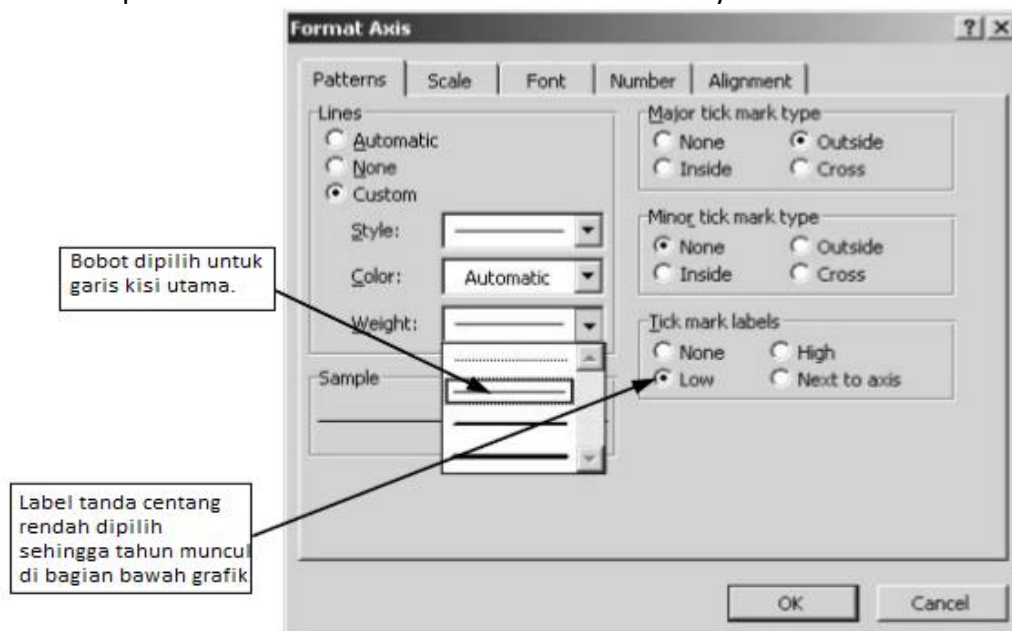 Format Axis
Patterns Scale Font Number Alignment
Lines
Automatic
None
Custom
Style:
Color: Automatic
Weight:
Sample
Major tick mark type
None Outside
Inside Cross
Minor tick mark type
None Outside
Inside Cross
Tick mark labels
None High
Low Next to axis
Bobot dipilih untuk
garis kisi utama.
Label tanda centang
rendah dipilih
sehingga tahun muncul
di bagian bawah grafik
OK Cancel